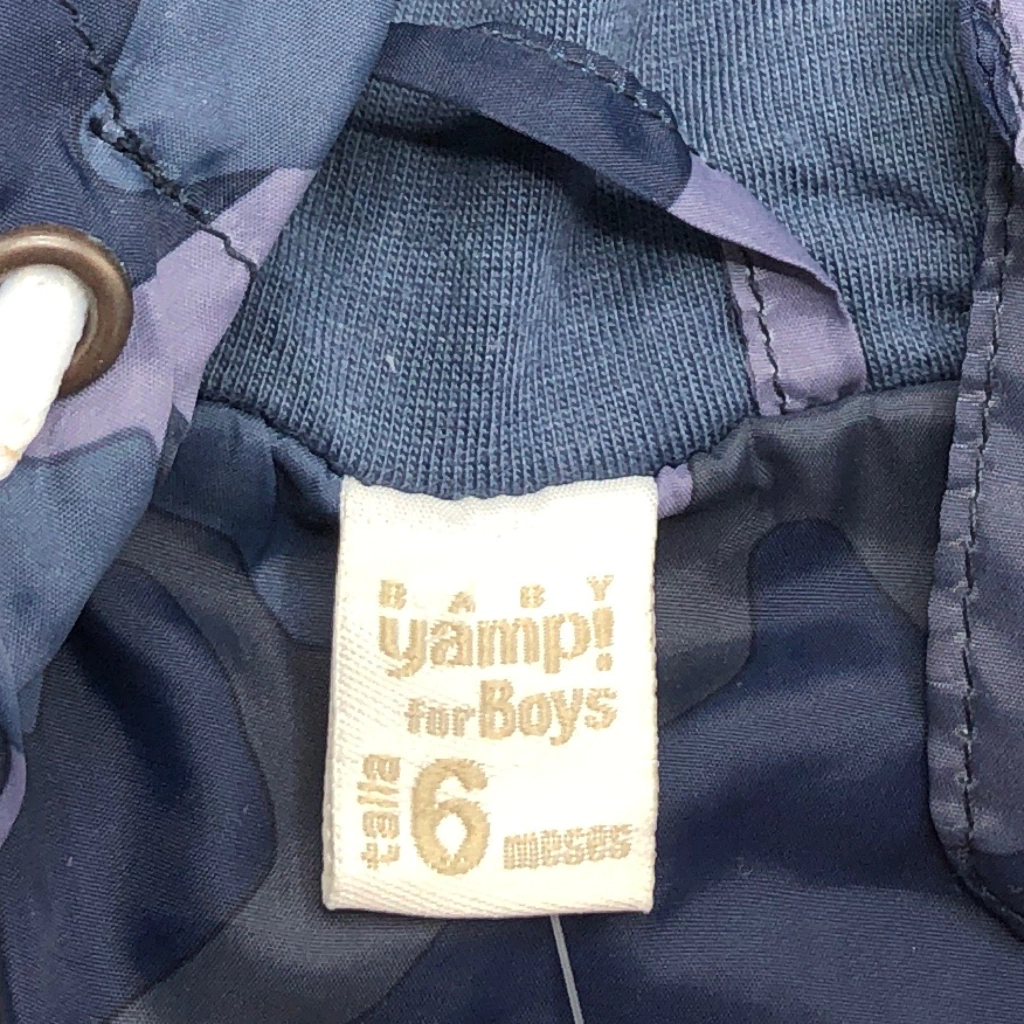 BABY
yamp!
for Boys
talla 6 meses